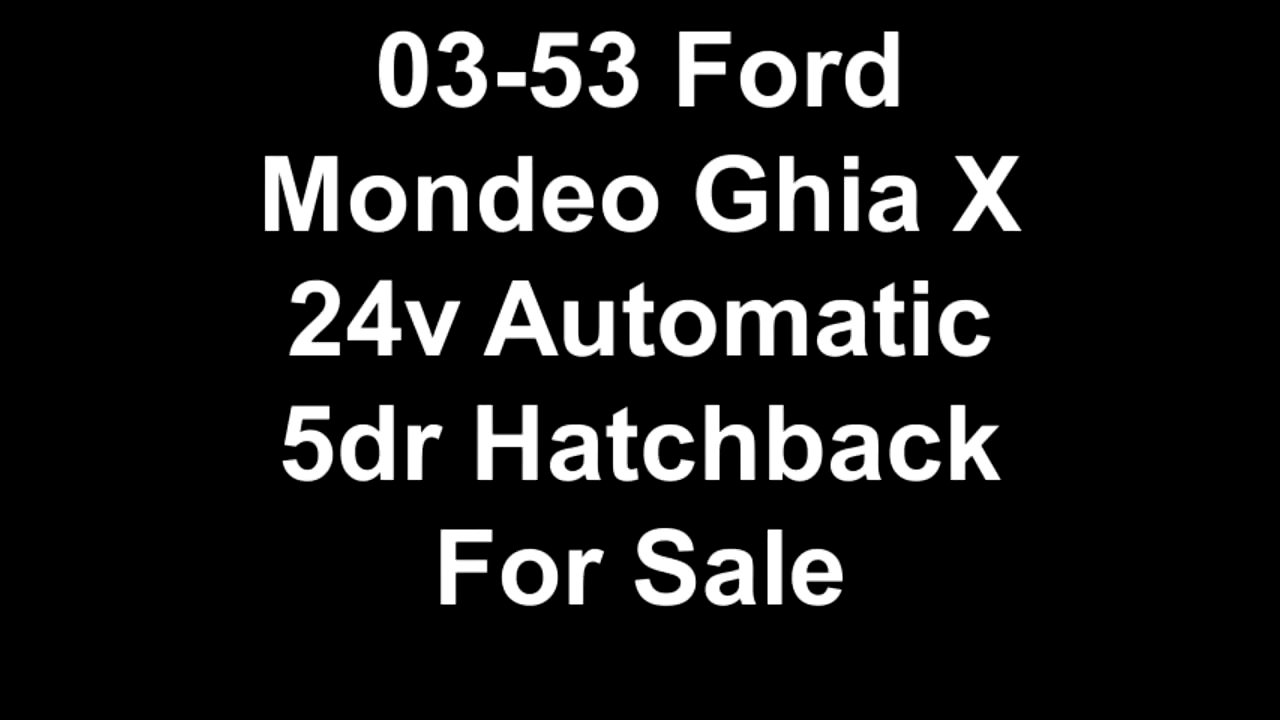 03-53 Ford
Mondeo Ghia X
24v Automatic
5dr Hatchback
For Sale